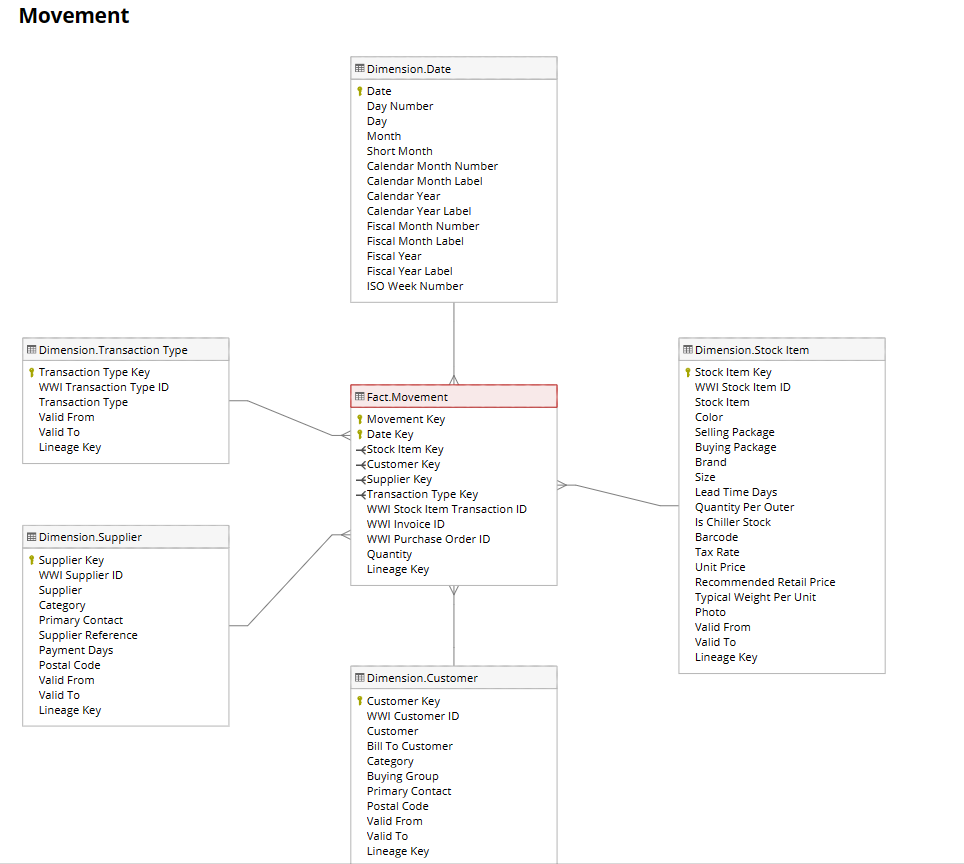 Movement
Dimension.Date
Date
Day Number
Day
Month
Short Month
Calendar Month Number
Calendar Month Label
Calendar Year
Calendar Year Label
Fiscal Month Number
Fiscal Month Label
Fiscal Year
Fiscal Year Label
ISO Week Number
Dimension.Transaction Type
Transaction Type Key
WWI Transaction Type ID
Transaction Type
Valid From
Valid To
Lineage Key
Fact.Movement
Movement Key
Date Key
Stock Item Key
Customer Key
Supplier Key
Transaction Type Key
WWI Stock Item Transaction ID
WWI Invoice ID
WWI Purchase Order ID
Quantity
Lineage Key
Dimension.Stock Item
Stock Item Key
WWI Stock Item ID
Stock Item
Color
Selling Package
Buying Package
Brand
Size
Lead Time Days
Quantity Per Outer
Is Chiller Stock
Barcode
Tax Rate
Unit Price
Recommended Retail Price
Typical Weight Per Unit
Photo
Valid From
Valid To
Lineage Key
Dimension.Supplier
Supplier Key
WWI Supplier ID
Supplier
Category
Primary Contact
Supplier Reference
Payment Days
Postal Code
Valid From
Valid To
Lineage Key
Dimension.Customer
Customer Key
WWI Customer ID
Customer
Bill To Customer
Category
Buying Group
Primary Contact
Postal Code
Valid From
Valid To
Lineage Key